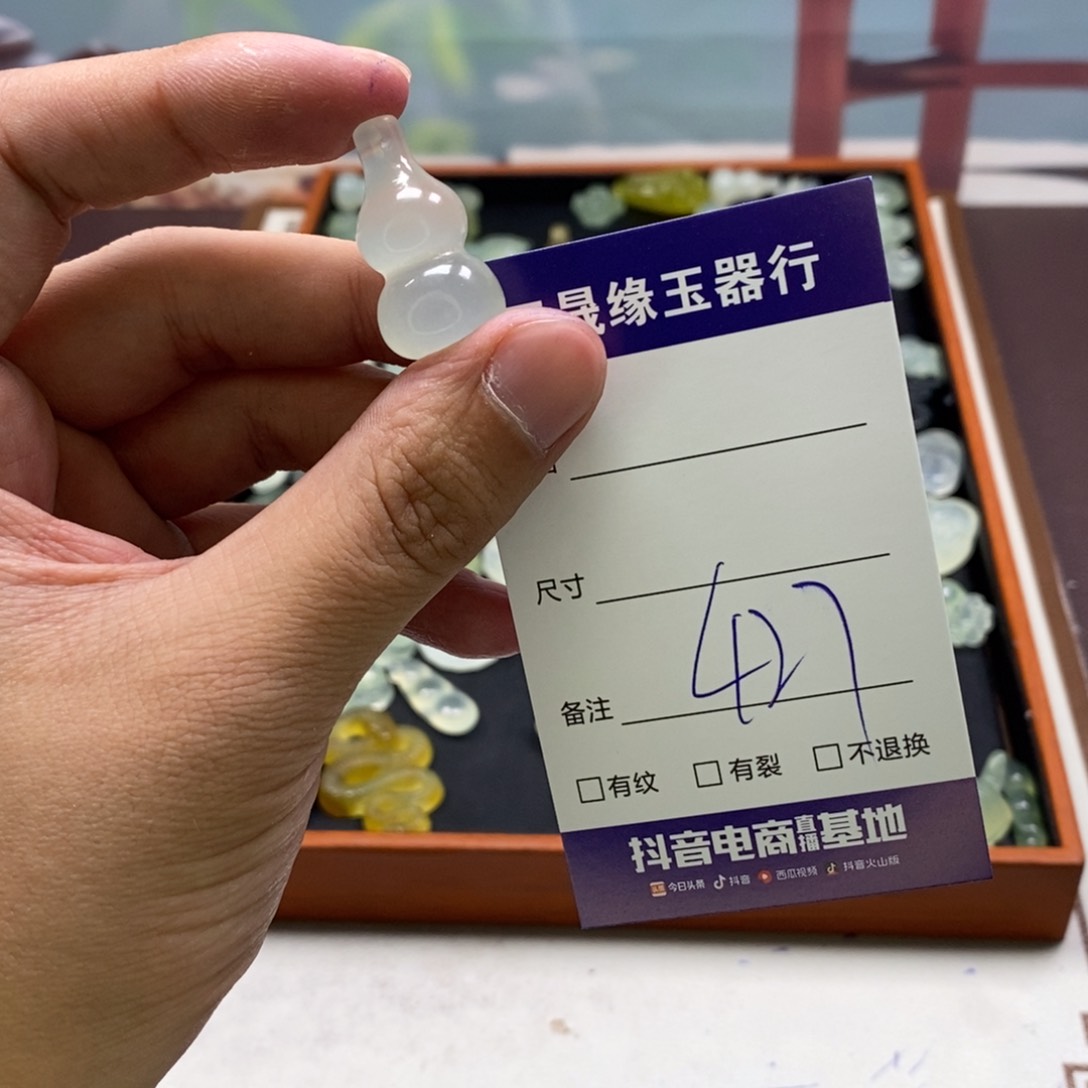 晟缘玉器行
尺寸
427
备注
□有纹 □有裂 □不退换
抖音电商直播基地
今日头条 抖音 西瓜视频 抖音火山版